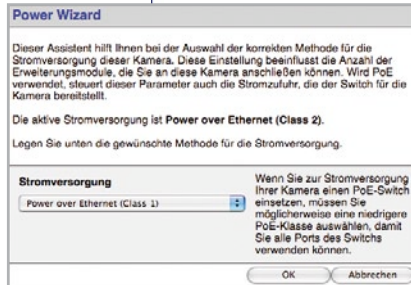 Power Wizard
Dieser Assistent hilft Ihnen bei der Auswahl der korrekten Methode für die
Stromversorgung dieser Kamera. Diese Einstellung beeinflusst die Anzahl der
Erweiterungsmodule, die Sie an diese Kamera anschließen können. Wird PoE
verwendet, steuert dieser Parameter auch die Stromzufuhr, die der Switch für die
Kamera bereitstellt.
Die aktive Stromversorgung ist Power over Ethernet (Class 2).
Legen Sie unten die gewünschte Methode für die Stromversorgung.
Stromversorgung
Power over Ethernet (Class 1)
Wenn Sie zur Stromversorgung
Ihrer Kamera einen PoE-Switch
einsetzen, müssen Sie
möglicherweise eine niedrigere
PoE-Klasse auswählen, damit
Sie alle Ports des Switchs
verwenden können.
OK
Abbrechen